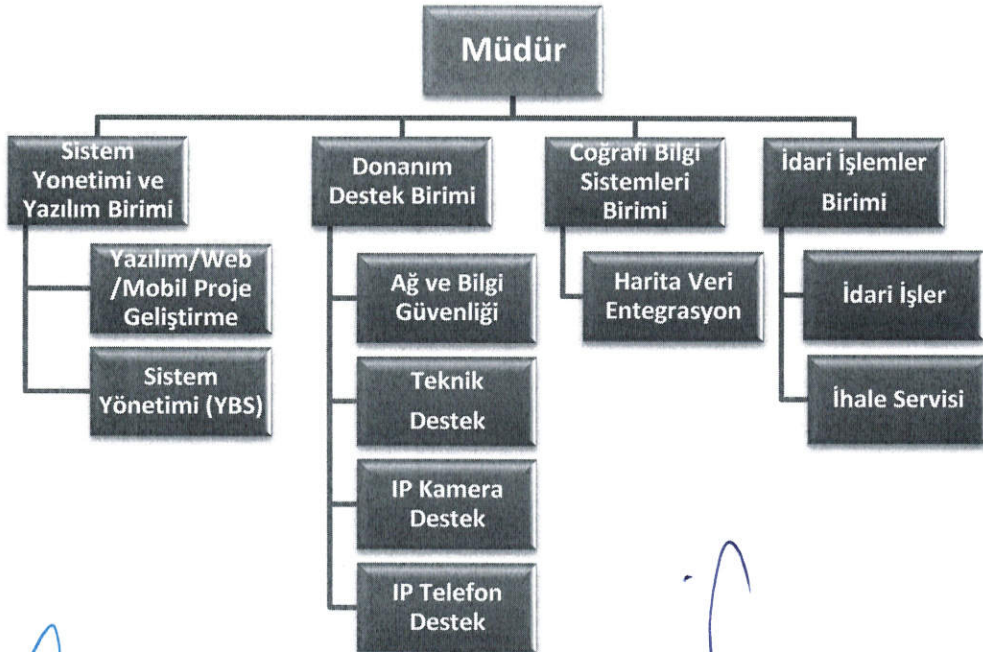 Müdür
Sistem
Yonetimi ve
Yazılım Birimi
Yazılım/Web
/Mobil Proje
Geliştirme
Sistem
Yönetimi (YBS)
Donanım
Destek Birimi
Ağ ve Bilgi
Güvenliği
Teknik
Destek
IP Kamera
Destek
IP Telefon
Destek
Coğrafi Bilgi
Sistemleri
Birimi
Harita Veri
Entegrasyon
İdari İşlemler
Birimi
İdari İşler
İhale Servisi